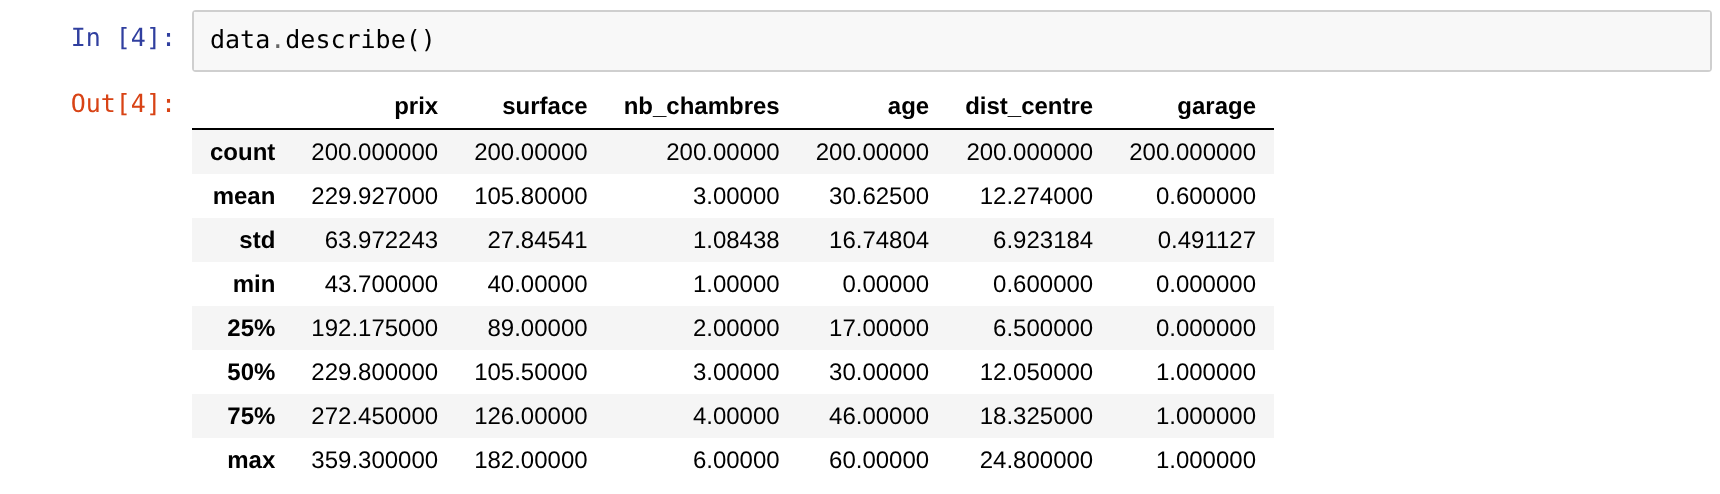 In [4]: data.describe()
Out[4]:
prix surface nb_chambres age dist_centre garage
count 200.000000 200.00000 200.00000 200.00000 200.000000 200.000000
mean 229.927000 105.80000 3.00000 30.62500 12.274000 0.600000
std 63.972243 27.84541 1.08438 16.74804 6.923184 0.491127
min 43.700000 40.00000 1.00000 0.00000 0.600000 0.000000
25% 192.175000 89.00000 2.00000 17.00000 6.500000 0.000000
50% 229.800000 105.50000 3.00000 30.00000 12.050000 1.000000
75% 272.450000 126.00000 4.00000 46.00000 18.325000 1.000000
max 359.300000 182.00000 6.00000 60.00000 24.800000 1.000000